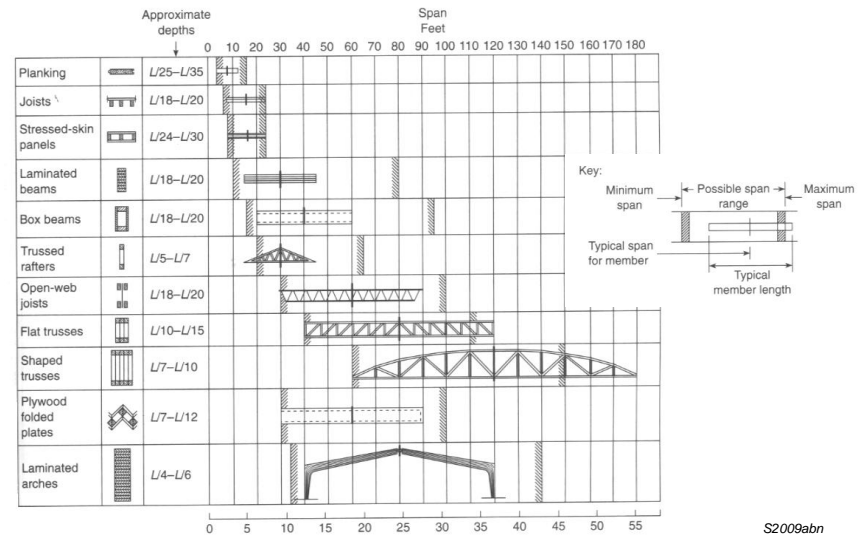 Approximate
depths
Span
Feet
0 10 20 30 40 50 60 70 80 90 100 110 120 130 140 150 160 170 180
Planking L/25–L/35
Joists L/18–L/20
Stressed-skin
panels
L/24–L/30
Laminated
beams
L/18–L/20
Box beams L/18–L/20
Trussed
rafters
L/5–L/7
Open-web
joists
L/18–L/20
Flat trusses L/10–L/15
Shaped
trusses
L/7–L/10
Plywood
folded
plates
L/7–L/12
Laminated
arches
L/4–L/6
0 5 10 15 20 25 30 35 40 45 50 55
Key:
Minimum
span
Possible span
range
Maximum
span
Typical span
for member
Typical
member length
S2009abn